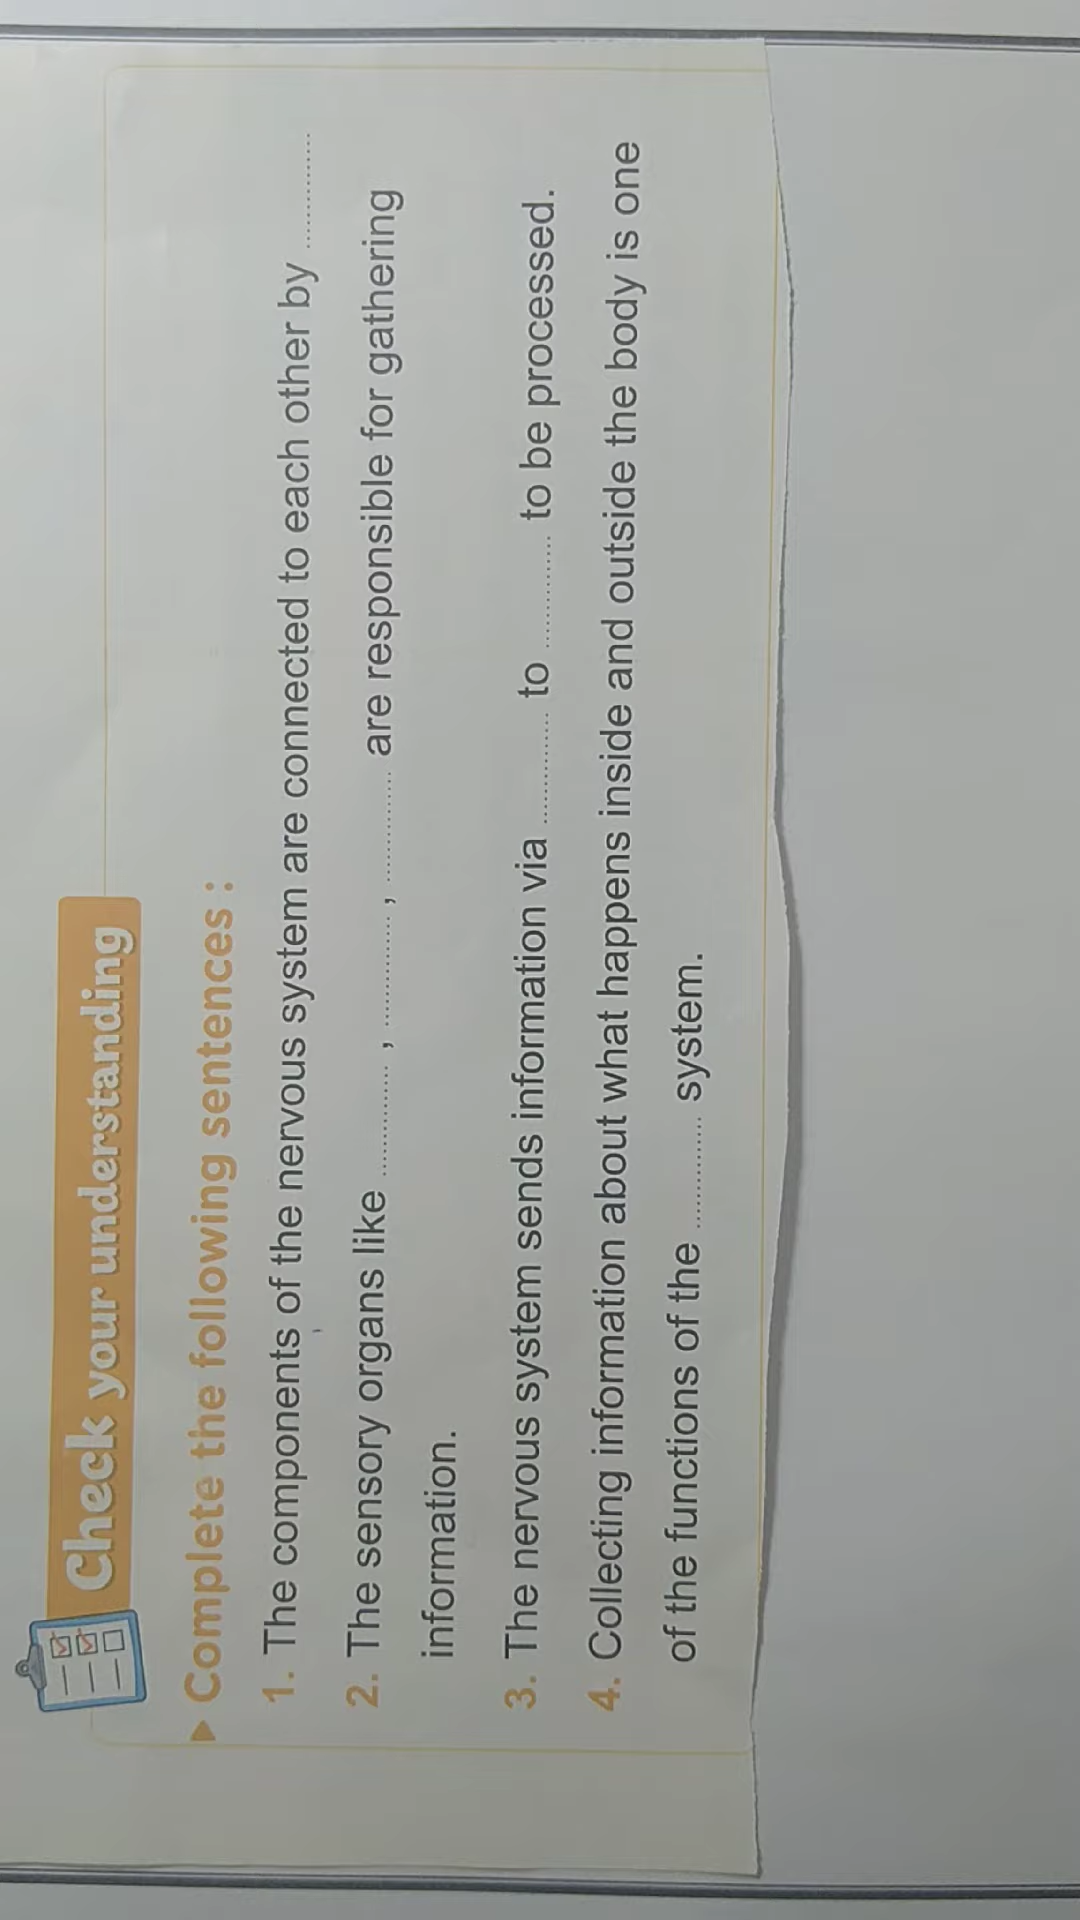 Check your understanding
Complete the following sentences :
1. The components of the nervous system are connected to each other by ............
2. The sensory organs like ............ , ............ , ............ are responsible for gathering
information.
3. The nervous system sends information via ............ to ............ to be processed.
4. Collecting information about what happens inside and outside the body is one
of the functions of the ............ system.